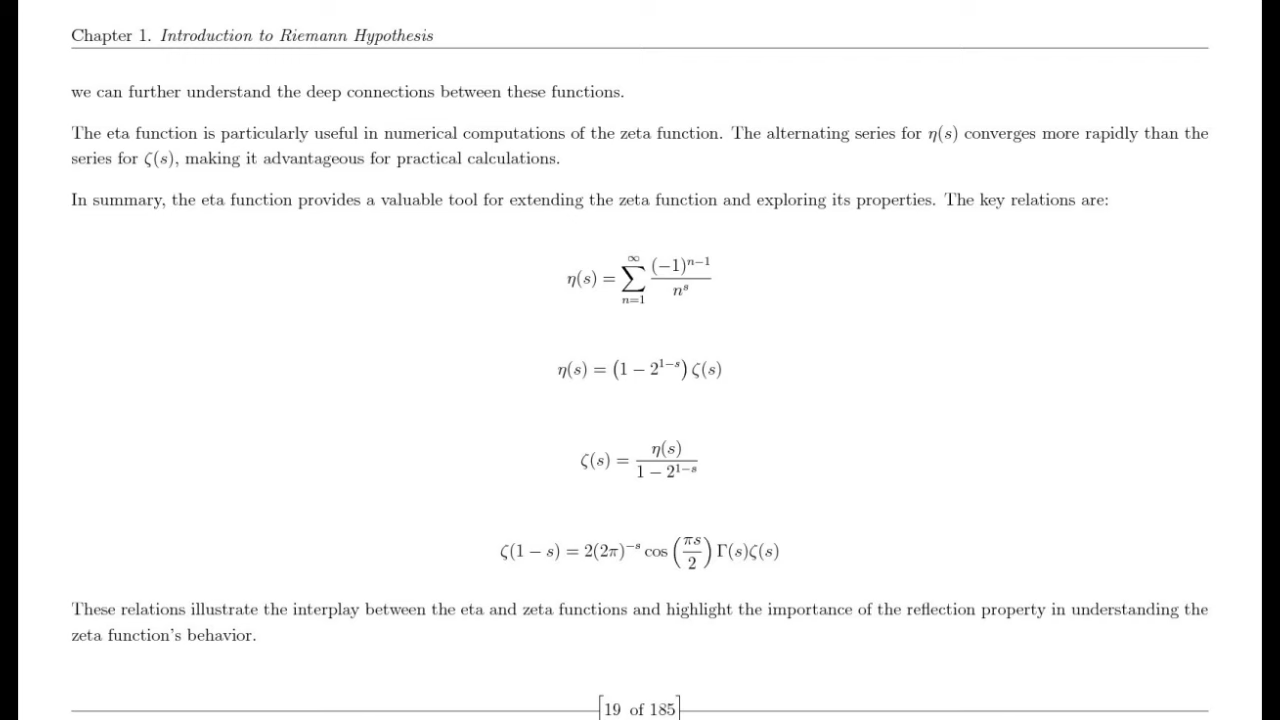 Chapter 1. Introduction to Riemann Hypothesis
we can further understand the deep connections between these functions.
The eta function is particularly useful in numerical computations of the zeta function. The alternating series for η(s) converges more rapidly than the
series for ζ(s), making it advantageous for practical calculations.
In summary, the eta function provides a valuable tool for extending the zeta function and exploring its properties. The key relations are:
η(s) = ∑_{n=1}^{∞} (−1)^{n−1} / n^s
η(s) = (1 − 2^{1−s}) ζ(s)
ζ(s) = η(s) / (1 − 2^{1−s})
ζ(1 − s) = 2(2π)^{−s} cos (πs/2) Γ(s)ζ(s)
These relations illustrate the interplay between the eta and zeta functions and highlight the importance of the reflection property in understanding the
zeta function's behavior.
[19 of 185]